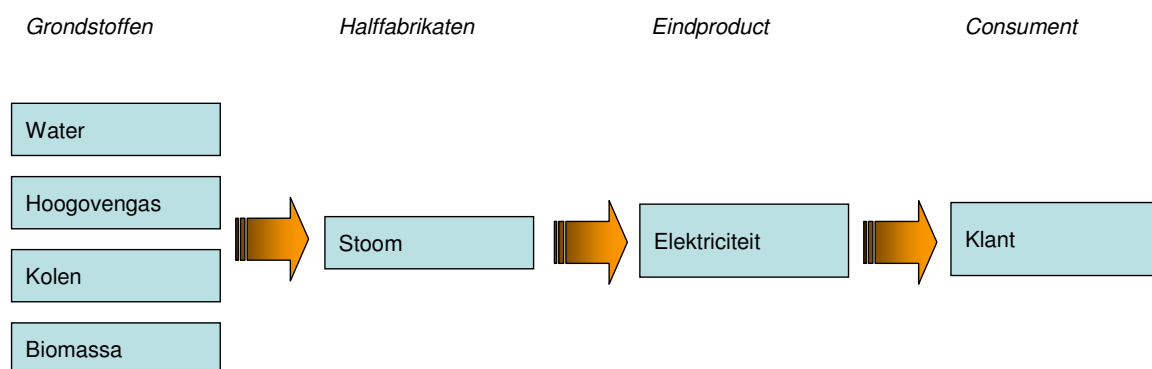 Grondstoffen
Halffabrikaten
Eindproduct
Consument
Water
Hoogovengas
Kolen
Biomassa
Stoom
Elektriciteit
Klant